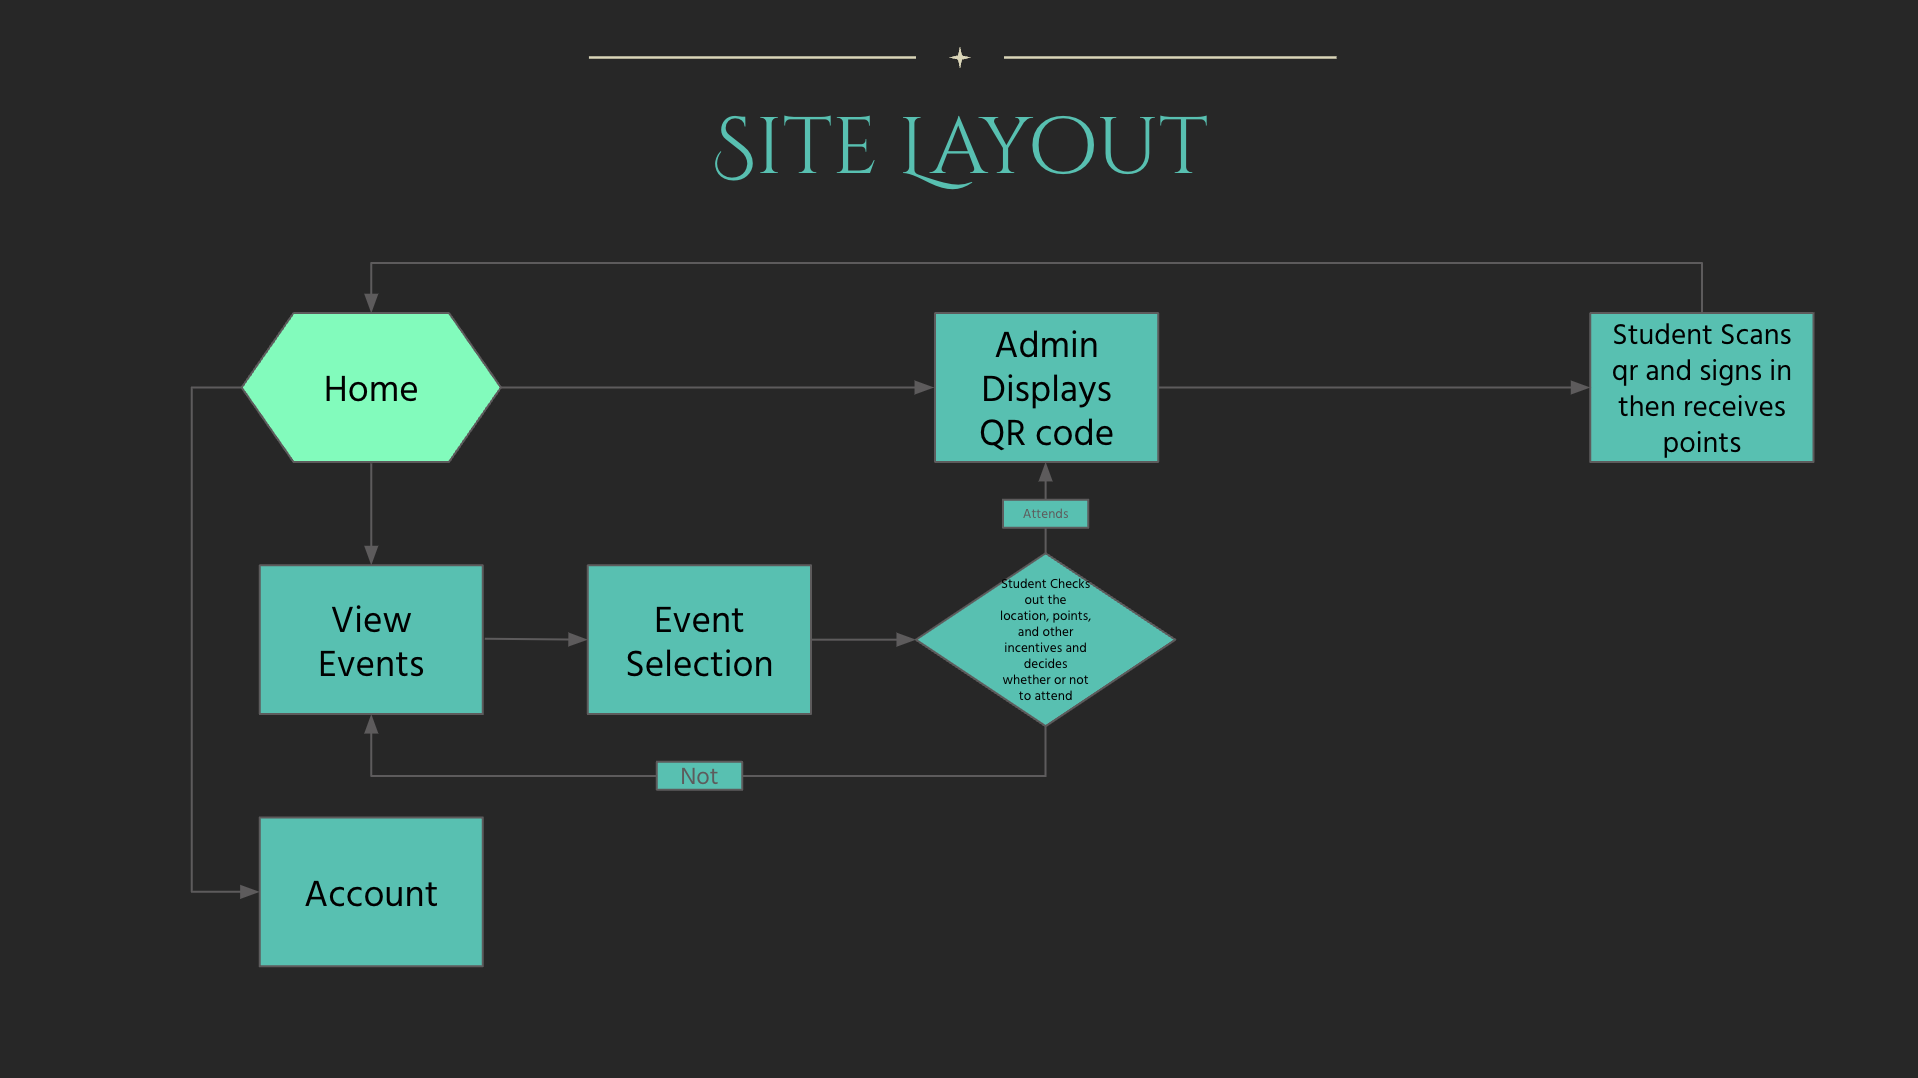 Site Layout
Home
Admin
Displays
QR code
Student Scans
qr and signs in
then receives
points
Attends
View
Events
Event
Selection
Student Checks
out the
location, points,
and other
incentives and
decides
whether or not
to attend
Not
Account